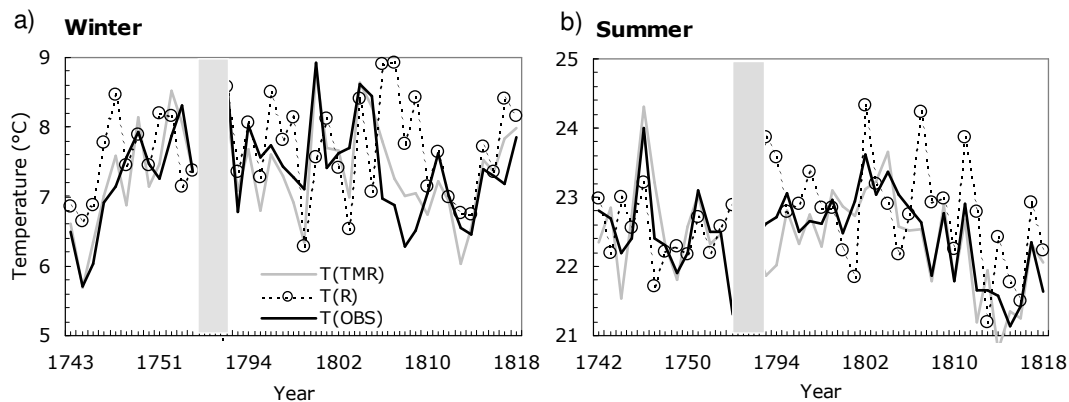 a) Winter
9
8
7
6
5
Temperature (°C)
T(TMR)
T(R)
T(OBS)
1743 1751 1794 1802 1810 1818
Year
b) Summer
25
24
23
22
21
1742 1750 1794 1802 1810 1818
Year